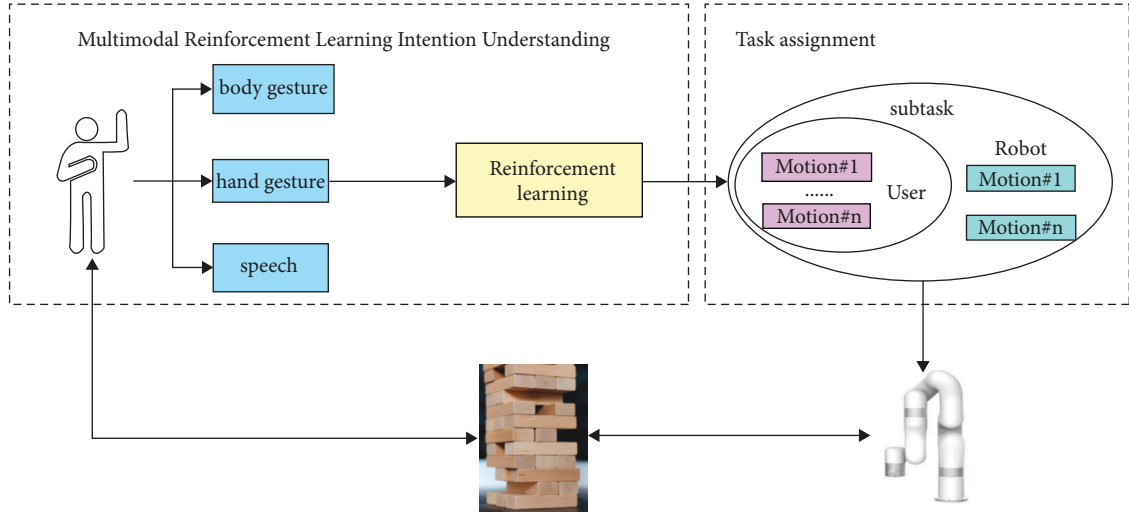 Multimodal Reinforcement Learning Intention Understanding
body gesture
hand gesture
speech
Reinforcement
learning
Task assignment
subtask
Motion#1
......
Motion#n
User
Robot
Motion#1
Motion#n